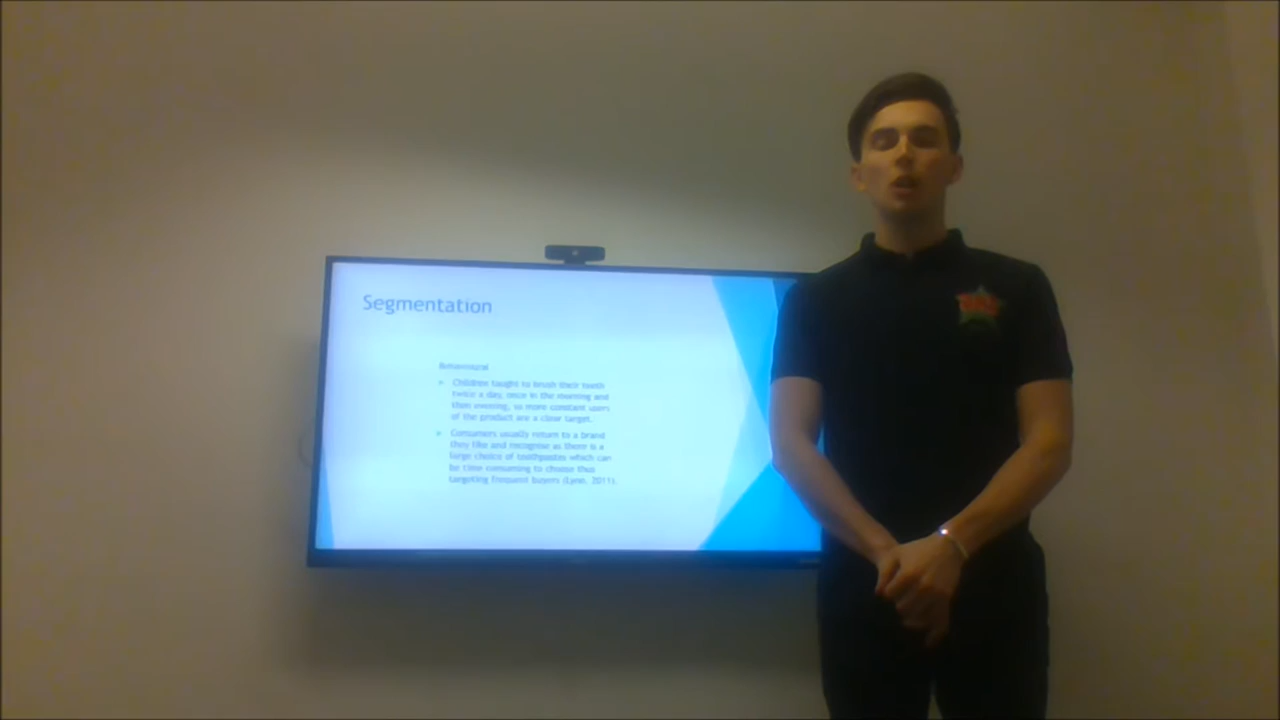 Segmentation
Behavioural
Children taught to brush their teeth
twice a day, once in the morning and
then evening, so more constant users
of the product are a clear target.
Consumers usually return to a brand
they like and recognise as there is a
large choice of toothpastes which can
be time consuming to choose thus
targeting frequent buyers (Lynn, 2011).